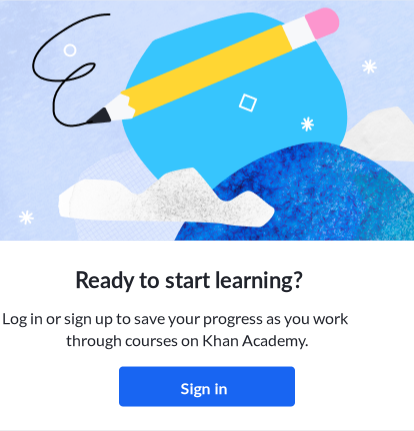 Ready to start learning?
Log in or sign up to save your progress as you work
through courses on Khan Academy.
Sign in